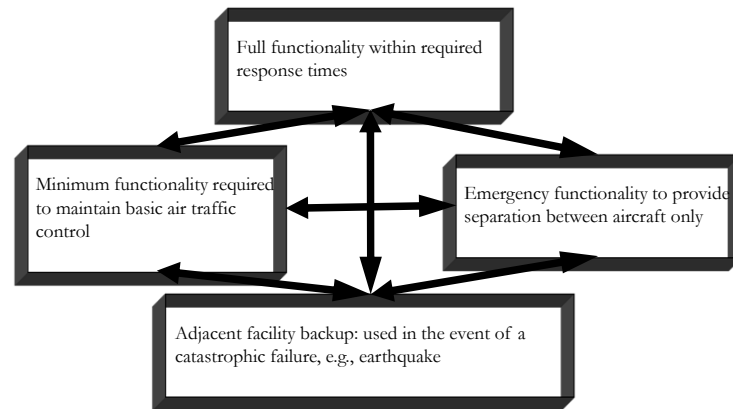 Full functionality within required
response times
Minimum functionality required
to maintain basic air traffic
control
Emergency functionality to provide
separation between aircraft only
Adjacent facility backup: used in the event of a
catastrophic failure, e.g., earthquake